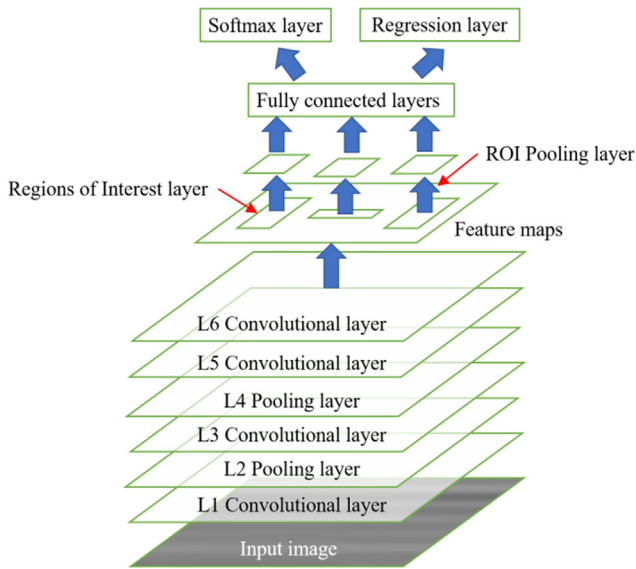 Softmax layer
Regression layer
Fully connected layers
ROI Pooling layer
Regions of Interest layer
Feature maps
L6 Convolutional layer
L5 Convolutional layer
L4 Pooling layer
L3 Convolutional layer
L2 Pooling layer
L1 Convolutional layer
Input image